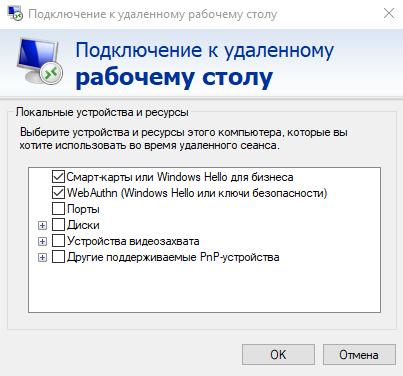 Подключение к удаленному рабочему столу
Подключение к удаленному
рабочему столу
Локальные устройства и ресурсы
Выберите устройства и ресурсы этого компьютера, которые вы
хотите использовать во время удаленного сеанса.
Смарт-карты или Windows Hello для бизнеса
WebAuthn (Windows Hello или ключи безопасности)
Порты
Диски
Устройства видеозахвата
Другие поддерживаемые PnP-устройства
OK
Отмена